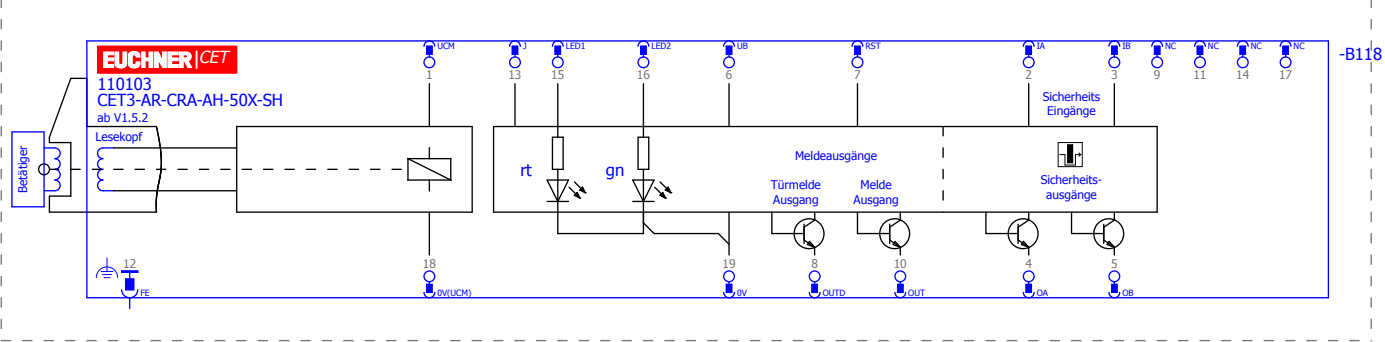 UCM J LED1 LED2 UB RST IA IB NC NC NC NC
-B118
EUCHNER CET
1 13 15 16 6 7 2 3 9 11 14 17
110103
CET3-AR-CRA-AH-50X-SH
ab V1.5.2
Sicherheits
Eingänge
Lesekopf
Betätiger
rt
gn
Meldeausgänge
Türmelde
Ausgang
Melde
Ausgang
Sicherheits-
ausgänge
12 18 19 8 10 4 5
FE 0V(UCM) 0V OUTD OUT OA OB